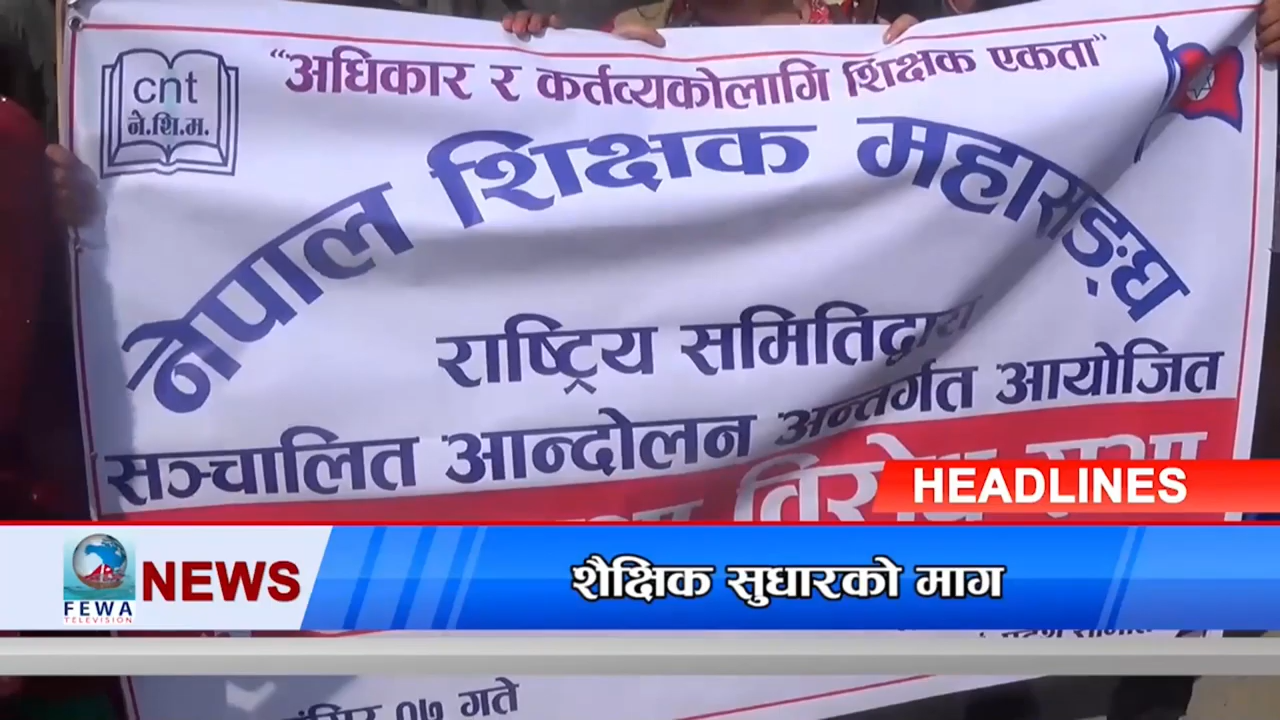 "अधिकार र कर्तव्यकोलागि शिक्षक एकता"
cnt
ने.शि.म.
नेपाल शिक्षक महासङ्घ
राष्ट्रिय समितिद्वारा
सञ्चालित आन्दोलन अन्तर्गत आयोजित
HEADLINES
NEWS
FEWA
TELEVISION
शैक्षिक सुधारको माग
०७ गते